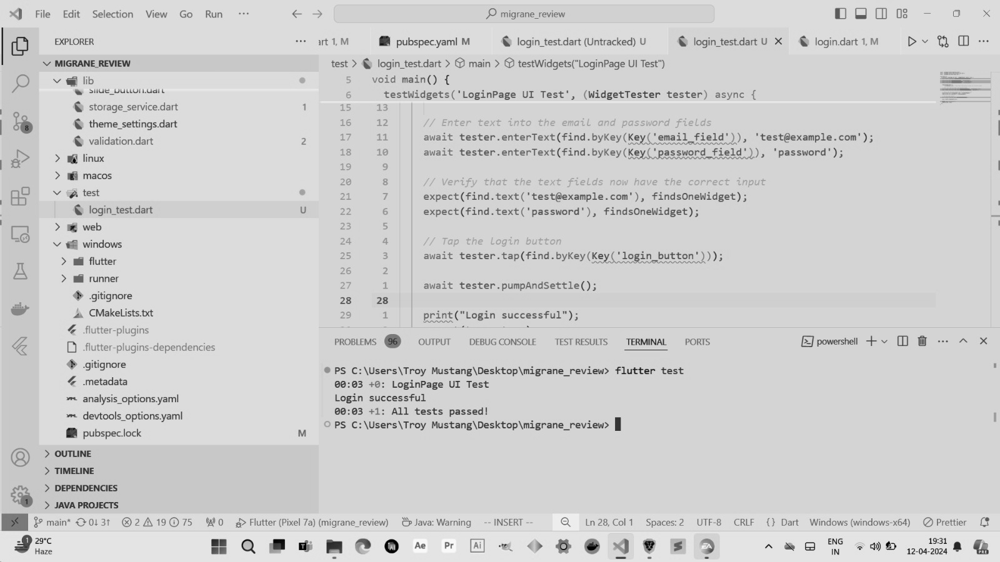 File Edit Selection View Go Run ··· migrane_review
EXPLORER ··· art 1, M pubspec.yaml M login_test.dart (Untracked) U login_test.dart U login.dart 1, M
MIGRANE_REVIEW
test > login_test.dart > main > testWidgets("LoginPage UI Test")
lib
slide_button.dart
storage_service.dart 1
theme_settings.dart
validation.dart 2
linux
macos
test
login_test.dart U
web
windows
flutter
runner
.gitignore
CMakeLists.txt
.flutter-plugins
.flutter-plugins-dependencies
.gitignore
.metadata
analysis_options.yaml
devtools_options.yaml
pubspec.lock M
OUTLINE
TIMELINE
DEPENDENCIES
JAVA PROJECTS
8
1
5 void main() {
6 testWidgets('LoginPage UI Test', (WidgetTester tester) async {
15 13
16 12 // Enter text into the email and password fields
17 11 await tester.enterText(find.byKey(Key('email_field')), 'test@example.com');
18 10 await tester.enterText(find.byKey(Key('password_field')), 'password');
19 9
20 8 // Verify that the text fields now have the correct input
21 7 expect(find.text('test@example.com'), findsOneWidget);
22 6 expect(find.text('password'), findsOneWidget);
23 5
24 4 // Tap the login button
25 3 await tester.tap(find.byKey(Key('login_button')));
26 2
27 1 await tester.pumpAndSettle();
28 28
29 1 print("Login successful");
PROBLEMS 96 OUTPUT DEBUG CONSOLE TEST RESULTS TERMINAL PORTS powershell
PS C:\Users\Troy Mustang\Desktop\migrane_review> flutter test
00:03 +0: LoginPage UI Test
Login successful
00:03 +1: All tests passed!
PS C:\Users\Troy Mustang\Desktop\migrane_review>
main* 0↓ 3↑ 2 19 75 0 Flutter (Pixel 7a) (migrane_review) Java: Warning -- INSERT -- Ln 28, Col 1 Spaces: 2 UTF-8 CRLF {} Dart Windows (windows-x64) Prettier
1 29°C
Haze
Ae Pr Ai
ENG
IN
19:31
12-04-2024
PRE